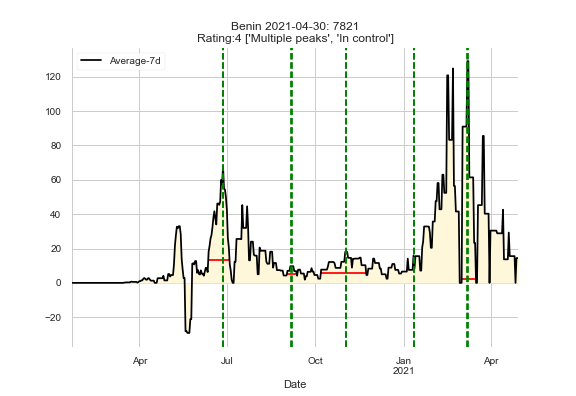 Benin 2021-04-30: 7821
Rating:4 ['Multiple peaks', 'In control']
Average-7d
120
100
80
60
40
20
0
−20
Apr
Jul
Oct
Jan
2021
Apr
Date